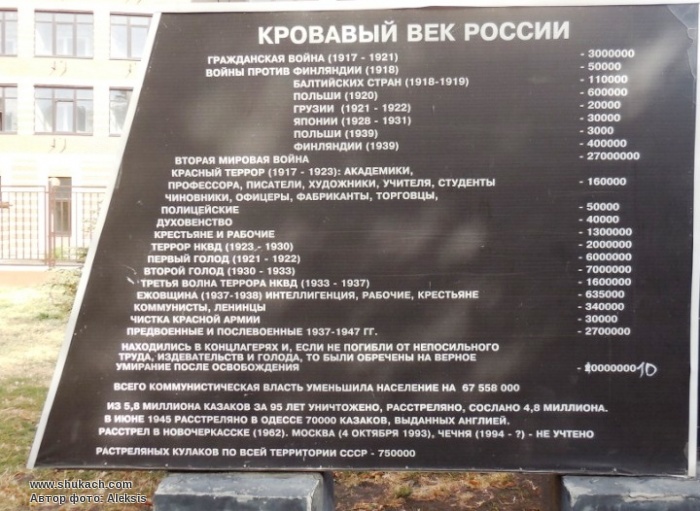 КРОВАВЫЙ ВЕК РОССИИ
ГРАЖДАНСКАЯ ВОЙНА (1917 - 1921) - 3000000
ВОЙНЫ ПРОТИВ ФИНЛЯНДИИ (1918) - 50000
БАЛТИЙСКИХ СТРАН (1918-1919) - 110000
ПОЛЬШИ (1920) - 600000
ГРУЗИИ (1921 - 1922) - 20000
ЯПОНИИ (1928 - 1931) - 30000
ПОЛЬШИ (1939) - 3000
ФИНЛЯНДИИ (1939) - 400000
ВТОРАЯ МИРОВАЯ ВОЙНА - 27000000
КРАСНЫЙ ТЕРРОР (1917 - 1923): АКАДЕМИКИ,
ПРОФЕССОРА, ПИСАТЕЛИ, ХУДОЖНИКИ, УЧИТЕЛЯ, СТУДЕНТЫ - 160000
ЧИНОВНИКИ, ОФИЦЕРЫ, ФАБРИКАНТЫ, ТОРГОВЦЫ,
ПОЛИЦЕЙСКИЕ - 50000
ДУХОВЕНСТВО - 40000
КРЕСТЬЯНЕ И РАБОЧИЕ - 1300000
ТЕРРОР НКВД (1923 - 1930) - 2000000
ПЕРВЫЙ ГОЛОД (1921 - 1922) - 6000000
ВТОРОЙ ГОЛОД (1930 - 1933) - 7000000
ТРЕТЬЯ ВОЛНА ТЕРРОРА НКВД (1933 - 1937) - 1600000
ЕЖОВЩИНА (1937-1938) ИНТЕЛЛИГЕНЦИЯ, РАБОЧИЕ, КРЕСТЬЯНЕ - 635000
КОММУНИСТЫ, ЛЕНИНЦЫ - 340000
ЧИСТКА КРАСНОЙ АРМИИ - 30000
ПРЕДВОЕННЫЕ И ПОСЛЕВОЕННЫЕ 1937-1947 ГГ. - 2700000
НАХОДИЛИСЬ В КОНЦЛАГЕРЯХ И, ЕСЛИ НЕ ПОГИБЛИ ОТ НЕПОСИЛЬНОГО
ТРУДА, ИЗДЕВАТЕЛЬСТВ И ГОЛОДА, ТО БЫЛИ ОБРЕЧЕНЫ НА ВЕРНОЕ
УМИРАНИЕ ПОСЛЕ ОСВОБОЖДЕНИЯ 10
ВСЕГО КОММУНИСТИЧЕСКАЯ ВЛАСТЬ УМЕНЬШИЛА НАСЕЛЕНИЕ НА 67 558 000
ИЗ 5,8 МИЛЛИОНА КАЗАКОВ ЗА 95 ЛЕТ УНИЧТОЖЕНО, РАССТРЕЛЯНО, СОСЛАНО 4,8 МИЛЛИОНА.
В ИЮНЕ 1945 РАССТРЕЛЯНО В ОДЕССЕ 70000 КАЗАКОВ, ВЫДАННЫХ АНГЛИЕЙ.
РАССТРЕЛ В НОВОЧЕРКАССКЕ (1962). МОСКВА (4 ОКТЯБРЯ 1993), ЧЕЧНЯ (1994 - ?) - НЕ УЧТЕНО
РАСТРЕЛЯНЫХ КУЛАКОВ ПО ВСЕЙ ТЕРРИТОРИИ СССР - 750000
www.shukach.com
Автор фото: Aleksis